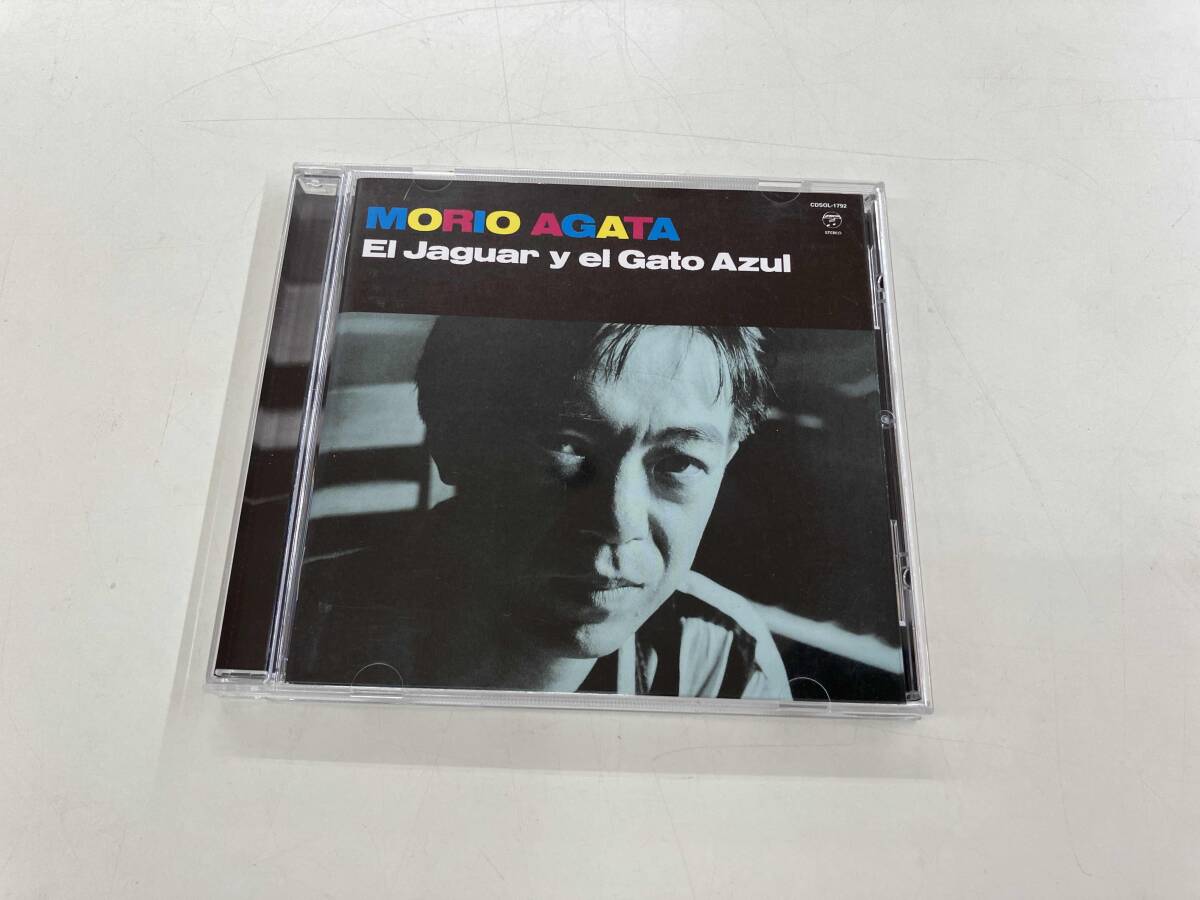 CDSOL-1792
STEREO
MORIO AGATA
El Jaguar y el Gato Azul